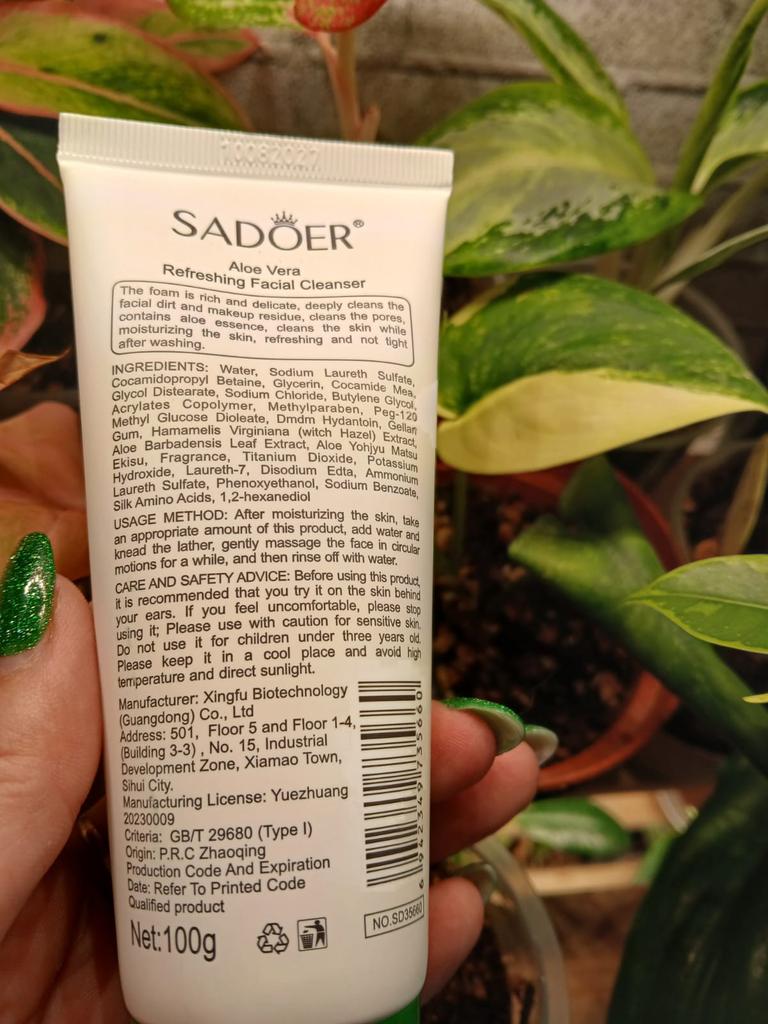 10082027
SADOER®
Aloe Vera
Refreshing Facial Cleanser
The foam is rich and delicate, deeply cleans the
facial dirt and makeup residue, cleans the pores,
contains aloe essence, cleans the skin while
moisturizing the skin, refreshing and not tight
after washing.
INGREDIENTS: Water, Sodium Laureth Sulfate,
Cocamidopropyl Betaine, Glycerin, Cocamide Mea,
Glycol Distearate, Sodium Chloride, Butylene Glycol,
Acrylates Copolymer, Methylparaben, Peg-120
Methyl Glucose Dioleate, Dmdm Hydantoin, Gellan
Gum, Hamamelis Virginiana (witch Hazel) Extract,
Aloe Barbadensis Leaf Extract, Aloe Yohjyu Matsu
Ekisu, Fragrance, Titanium Dioxide, Potassium
Hydroxide, Laureth-7, Disodium Edta, Ammonium
Laureth Sulfate, Phenoxyethanol, Sodium Benzoate,
Silk Amino Acids, 1,2-hexanediol
USAGE METHOD: After moisturizing the skin, take
an appropriate amount of this product, add water and
knead the lather, gently massage the face in circular
motions for a while, and then rinse off with water.
CARE AND SAFETY ADVICE: Before using this product,
it is recommended that you try it on the skin behind
your ears. If you feel uncomfortable, please stop
using it; Please use with caution for sensitive skin.
Do not use it for children under three years old.
Please keep it in a cool place and avoid high
temperature and direct sunlight.
Manufacturer: Xingfu Biotechnology
(Guangdong) Co., Ltd
Address: 501, Floor 5 and Floor 1-4,
(Building 3-3) , No. 15, Industrial
Development Zone, Xiamao Town,
Sihui City.
Manufacturing License: Yuezhuang
20230009
Criteria: GB/T 29680 (Type I)
Origin: P.R.C Zhaoqing
Production Code And Expiration
Date: Refer To Printed Code
Qualified product
Net:100g
6 942349 735660
NO.SD35660